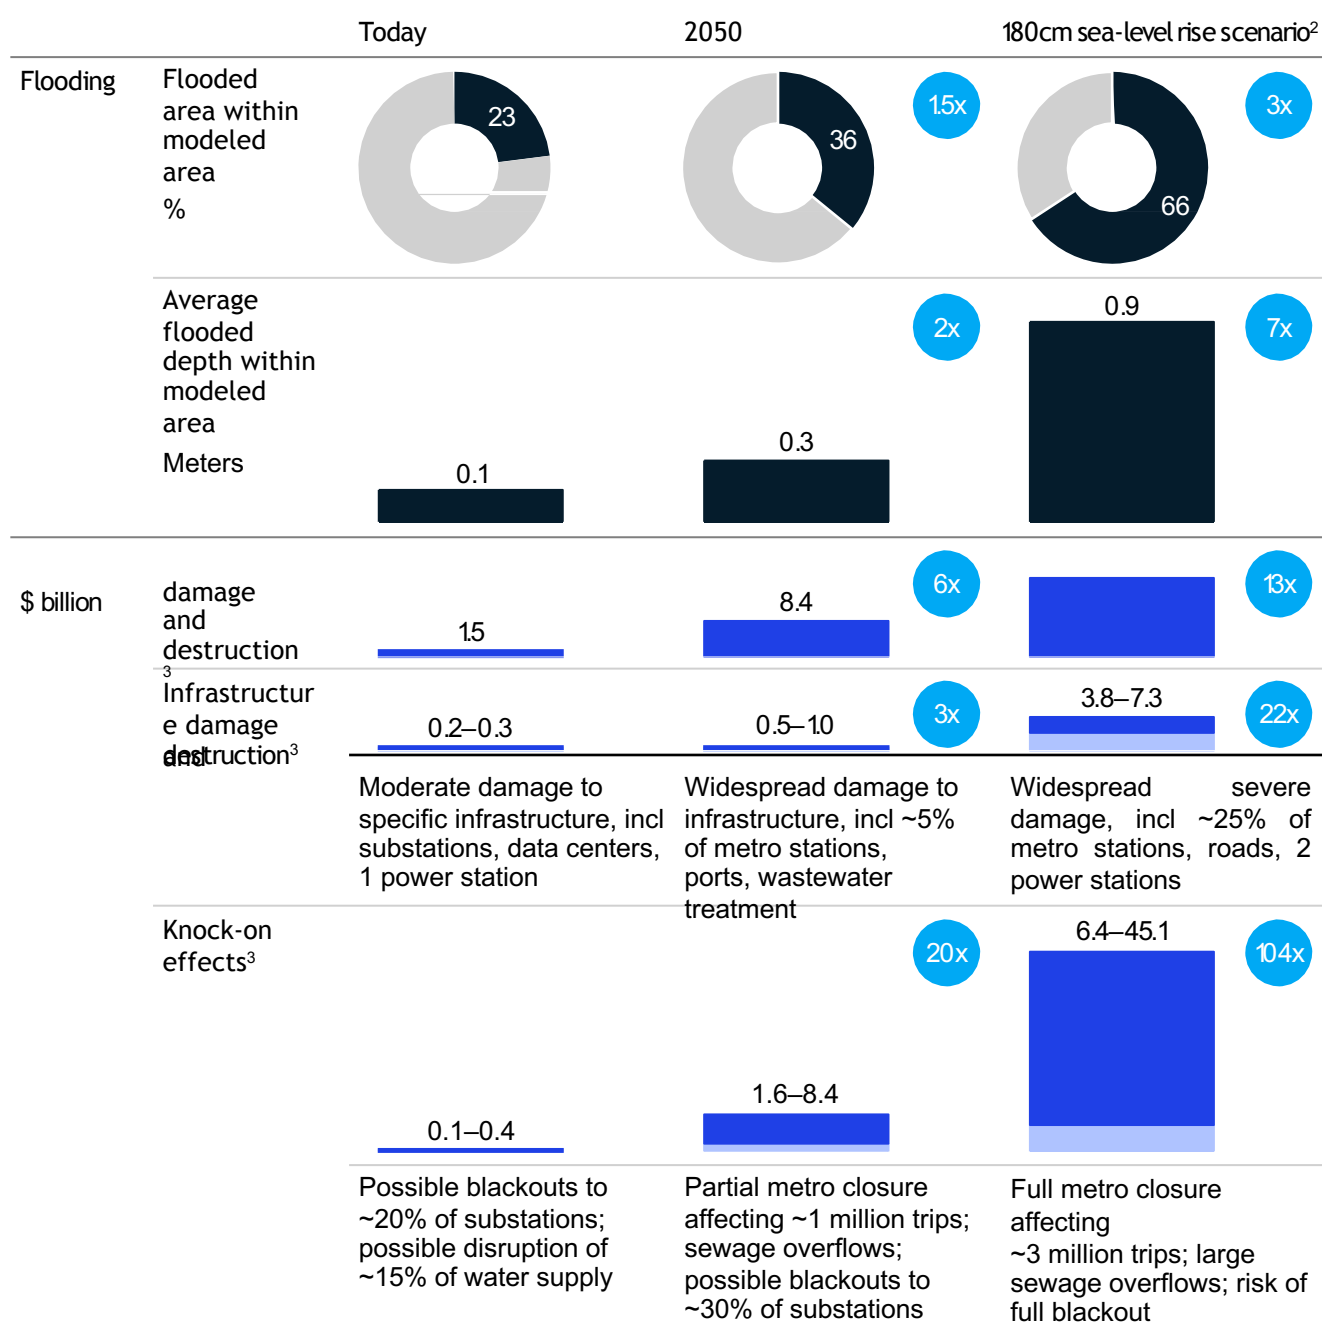 Today 2050 180cm sea-level rise scenario2
Flooding
Flooded
area within
modeled
area
%
23
36
1.5x
66
3x
Average
flooded
depth within
modeled
area
Meters
0.1
0.3
2x
0.9
7x
$ billion
damage
and
destruction
3
1.5
8.4
6x
13x
Infrastructur
e damage
and
destruction3
0.2–0.3
0.5–1.0
3x
3.8–7.3
22x
Moderate damage to
specific infrastructure, incl
substations, data centers,
1 power station
Widespread damage to
infrastructure, incl ~5%
of metro stations,
ports, wastewater
treatment
Widespread severe
damage, incl ~25% of
metro stations, roads, 2
power stations
Knock-on
effects3
0.1–0.4
1.6–8.4
20x
6.4–45.1
104x
Possible blackouts to
~20% of substations;
possible disruption of
~15% of water supply
Partial metro closure
affecting ~1 million trips;
sewage overflows;
possible blackouts to
~30% of substations
Full metro closure
affecting
~3 million trips; large
sewage overflows; risk of
full blackout